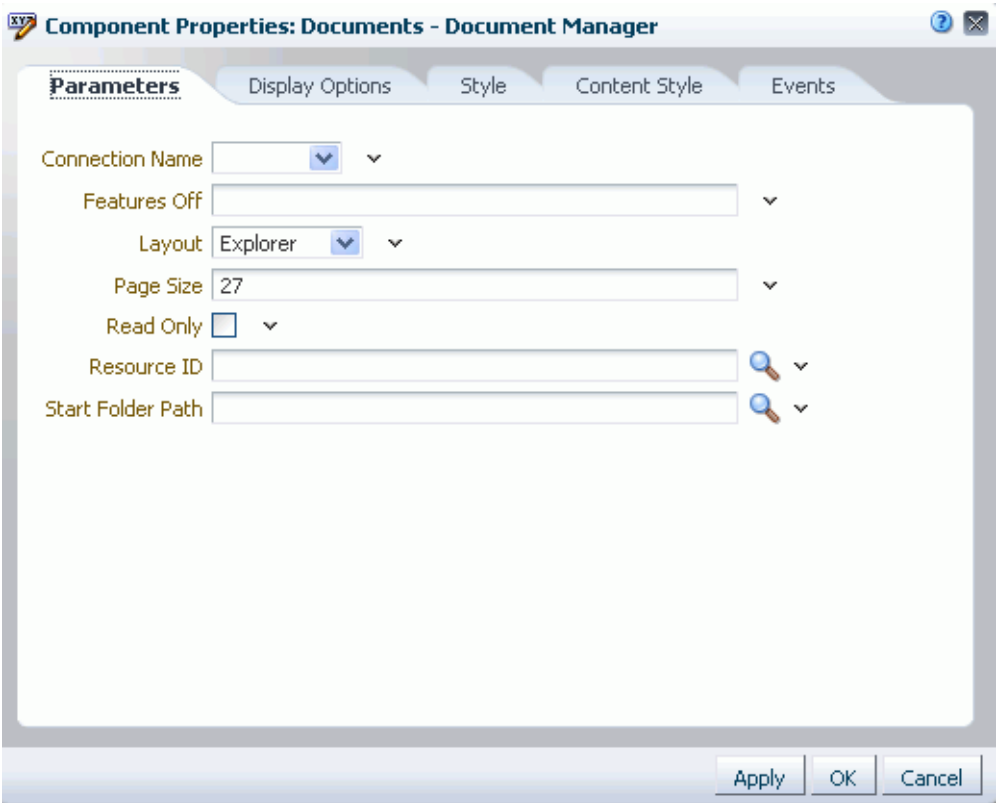 Component Properties: Documents - Document Manager
Parameters Display Options Style Content Style Events
Connection Name
Features Off
Layout Explorer
Page Size 27
Read Only
Resource ID
Start Folder Path
Apply OK Cancel